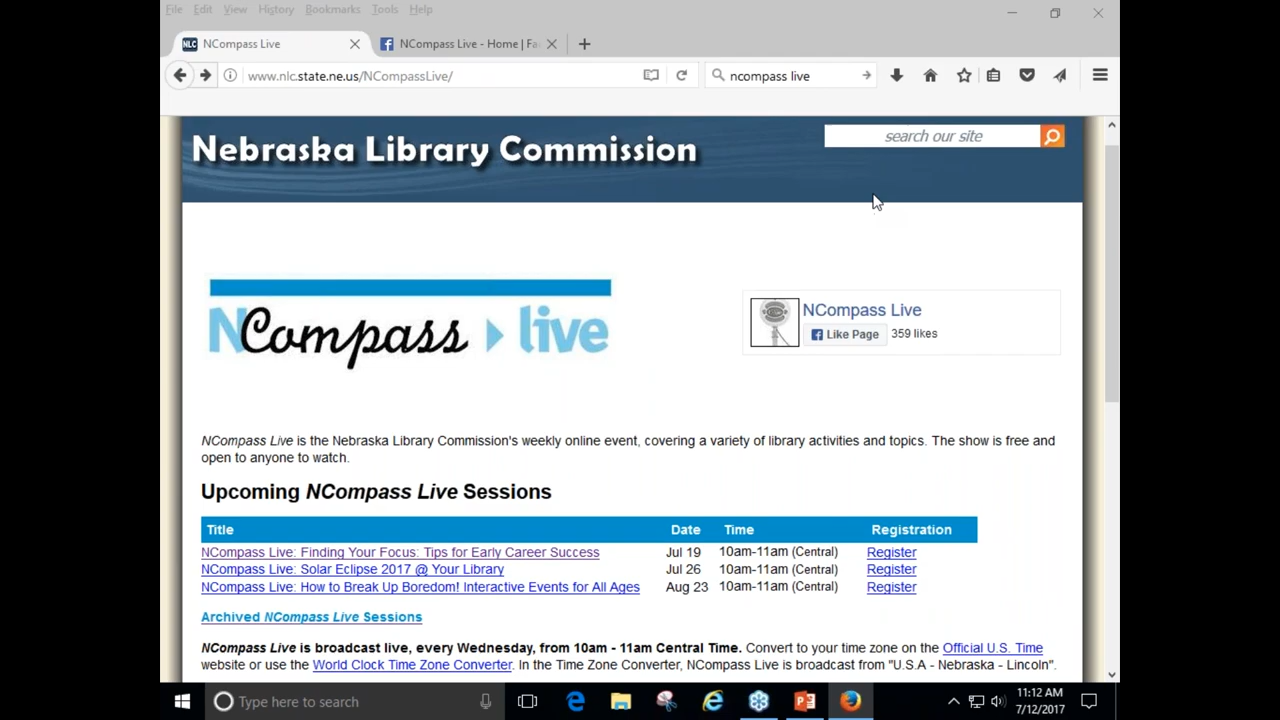 File Edit View History Bookmarks Tools Help
NLC NCompass Live
NCompass Live - Home | Fa
www.nlc.state.ne.us/NCompassLive/
ncompass live
Nebraska Library Commission
search our site
NCompass live
NCompass Live
Like Page 359 likes
NCompass Live is the Nebraska Library Commission's weekly online event, covering a variety of library activities and topics. The show is free and
open to anyone to watch.
Upcoming NCompass Live Sessions
Title Date Time Registration
NCompass Live: Finding Your Focus: Tips for Early Career Success Jul 19 10am-11am (Central) Register
NCompass Live: Solar Eclipse 2017 @ Your Library Jul 26 10am-11am (Central) Register
NCompass Live: How to Break Up Boredom! Interactive Events for All Ages Aug 23 10am-11am (Central) Register
Archived NCompass Live Sessions
NCompass Live is broadcast live, every Wednesday, from 10am - 11am Central Time. Convert to your time zone on the Official U.S. Time
website or use the World Clock Time Zone Converter. In the Time Zone Converter, NCompass Live is broadcast from "U.S.A - Nebraska - Lincoln".
Type here to search
11:12 AM
7/12/2017